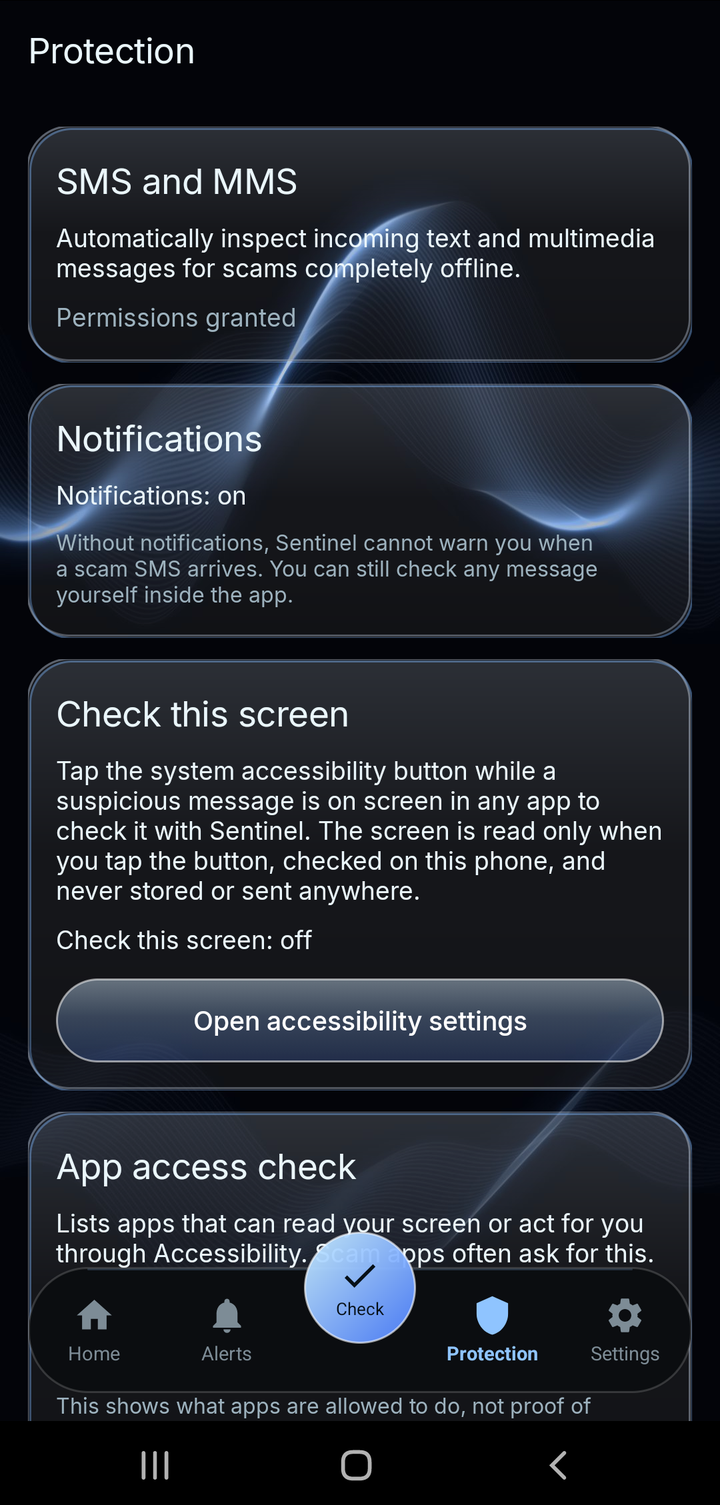 Protection
SMS and MMS
Automatically inspect incoming text and multimedia
messages for scams completely offline.
Permissions granted
Notifications
Notifications: on
Without notifications, Sentinel cannot warn you when
a scam SMS arrives. You can still check any message
yourself inside the app.
Check this screen
Tap the system accessibility button while a
suspicious message is on screen in any app to
check it with Sentinel. The screen is read only when
you tap the button, checked on this phone, and
never stored or sent anywhere.
Check this screen: off
Open accessibility settings
App access check
Lists apps that can read your screen or act for you
through Accessibility. Scam apps often ask for this.
Check
Home
Alerts
Protection
Settings
This shows what apps are allowed to do, not proof of